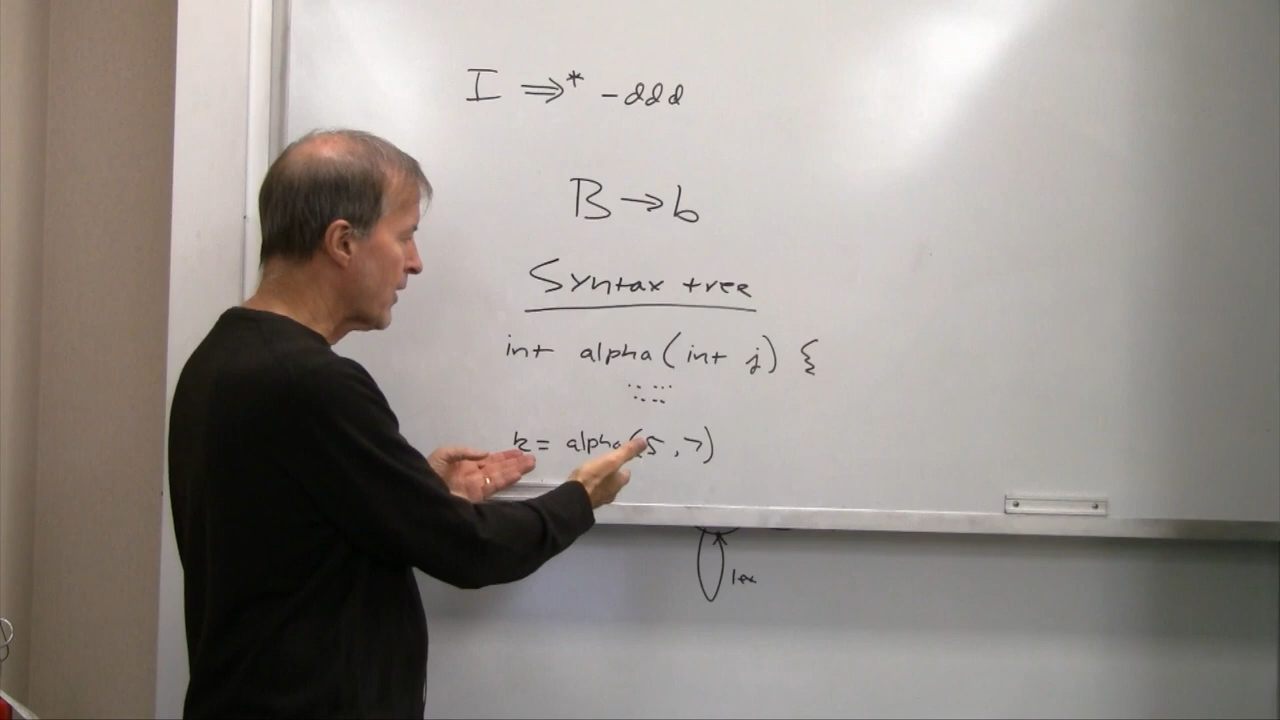 I ⇒* -ddd
B → b
Syntax tree
int alpha(int j) {
......
k= alpha(5,7)